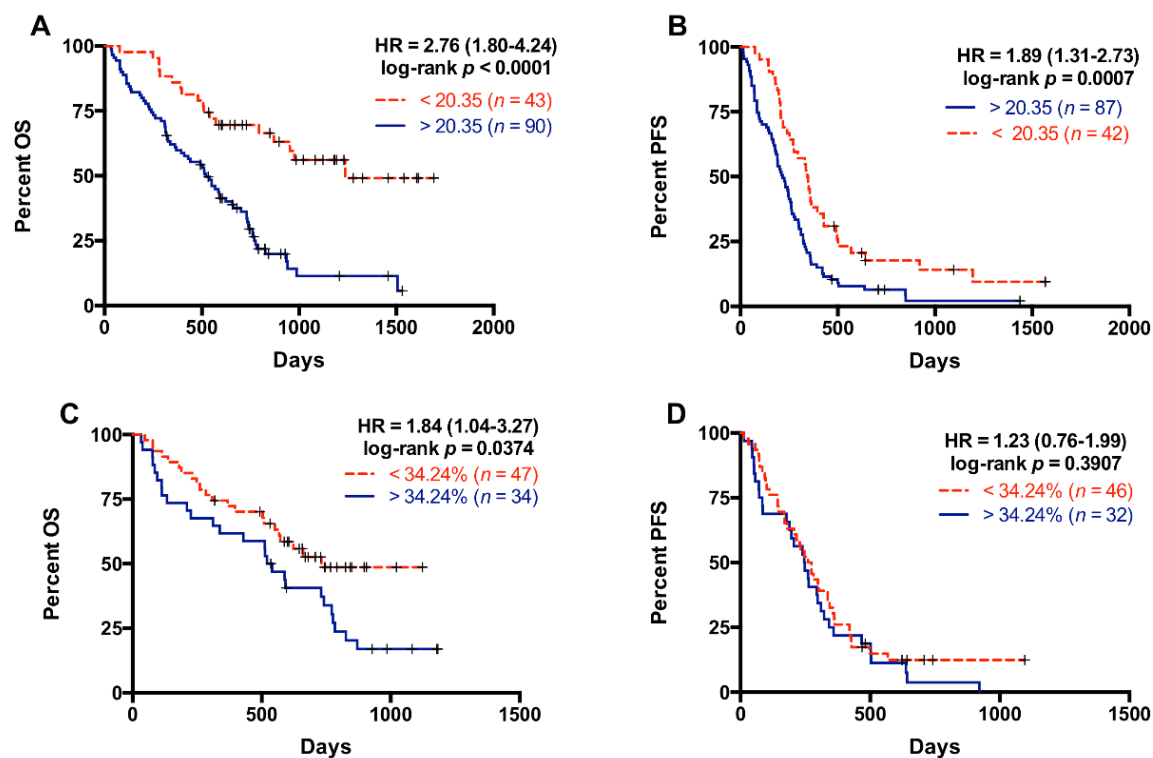 A
HR = 2.76 (1.80-4.24)
log-rank p < 0.0001
< 20.35 (n = 43)
> 20.35 (n = 90)
Percent OS
100
75
50
25
0
0 500 1000 1500 2000
Days
B
HR = 1.89 (1.31-2.73)
log-rank p = 0.0007
> 20.35 (n = 87)
< 20.35 (n = 42)
Percent PFS
100
75
50
25
0
0 500 1000 1500 2000
Days
C
HR = 1.84 (1.04-3.27)
log-rank p = 0.0374
< 34.24% (n = 47)
> 34.24% (n = 34)
Percent OS
100
75
50
25
0
0 500 1000 1500
Days
D
HR = 1.23 (0.76-1.99)
log-rank p = 0.3907
< 34.24% (n = 46)
> 34.24% (n = 32)
Percent PFS
100
75
50
25
0
0 500 1000 1500
Days